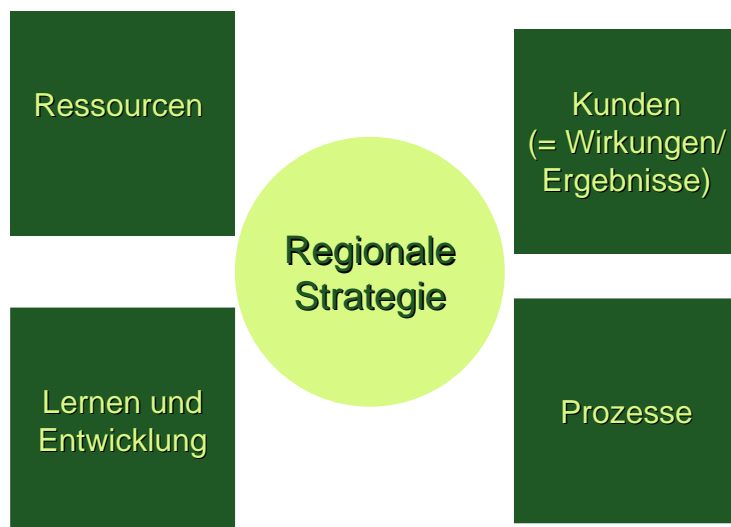 Ressourcen
Kunden
(= Wirkungen/
Ergebnisse)
Regionale
Strategie
Lernen und
Entwicklung
Prozesse